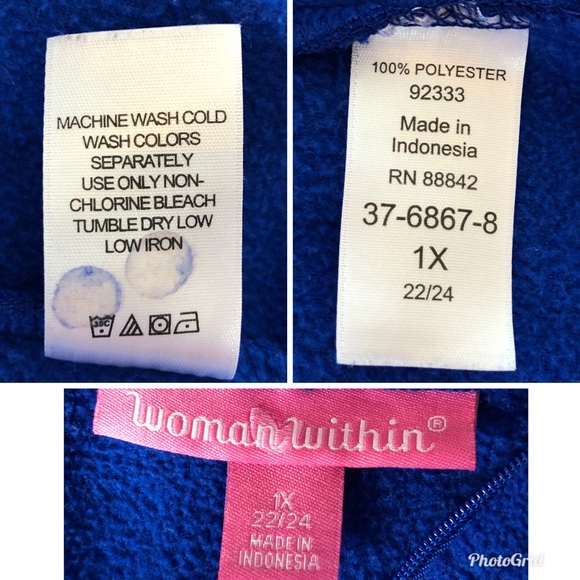 MACHINE WASH COLD
WASH COLORS
SEPARATELY
USE ONLY NON-
CHLORINE BLEACH
TUMBLE DRY LOW
LOW IRON
30C
100% POLYESTER
92333
Made in
Indonesia
RN 88842
37-6867-8
1X
22/24
woman within®
1X
22/24
MADE IN
INDONESIA
PhotoGrid